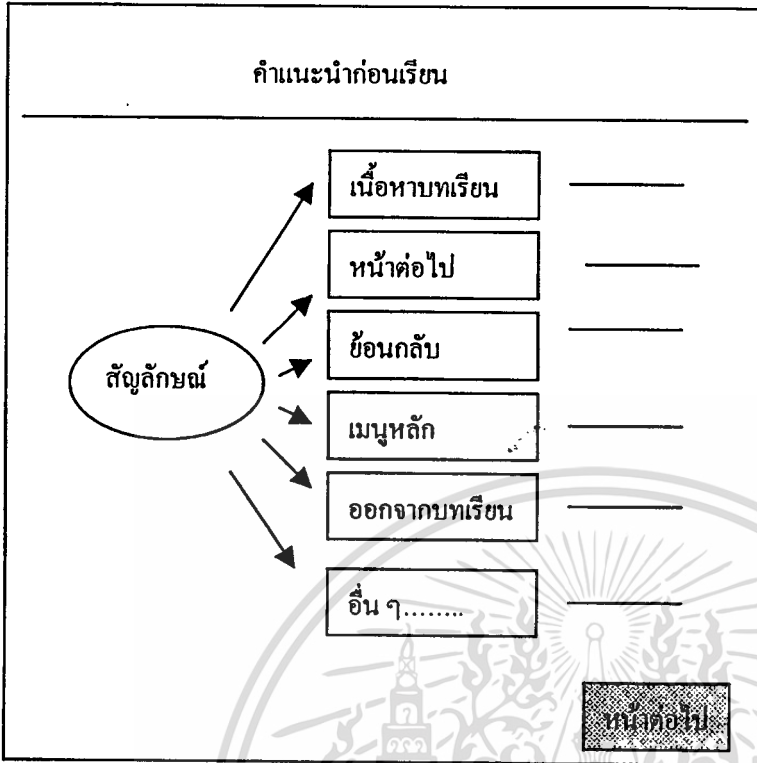 คำแนะนำก่อนเรียน
เนื้อหาบทเรียน
หน้าต่อไป
ย้อนกลับ
สัญลักษณ์
เมนูหลัก
ออกจากบทเรียน
อื่น ๆ........
หน้าต่อไป